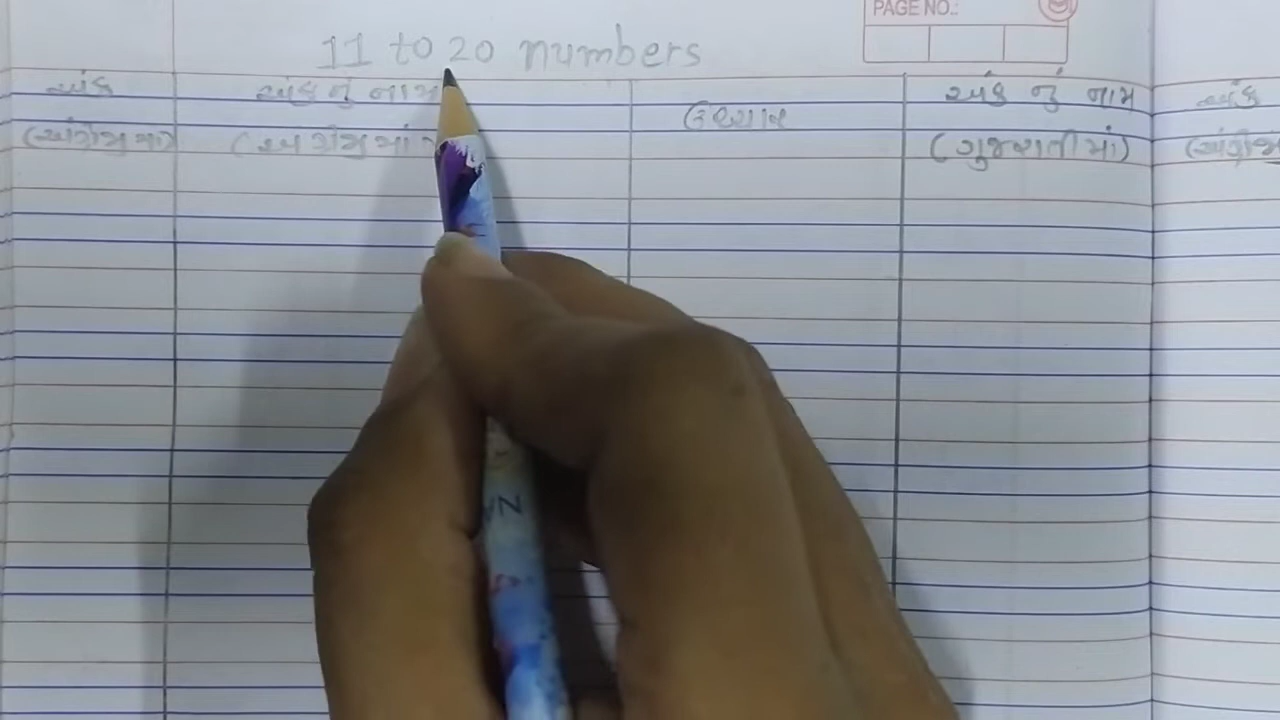 PAGE NO.:
11 to 20 numbers
અંક
અંક નું નામ
ઉચ્ચાર
અંક નું નામ
અંક
(ગુજરાતીમાં)